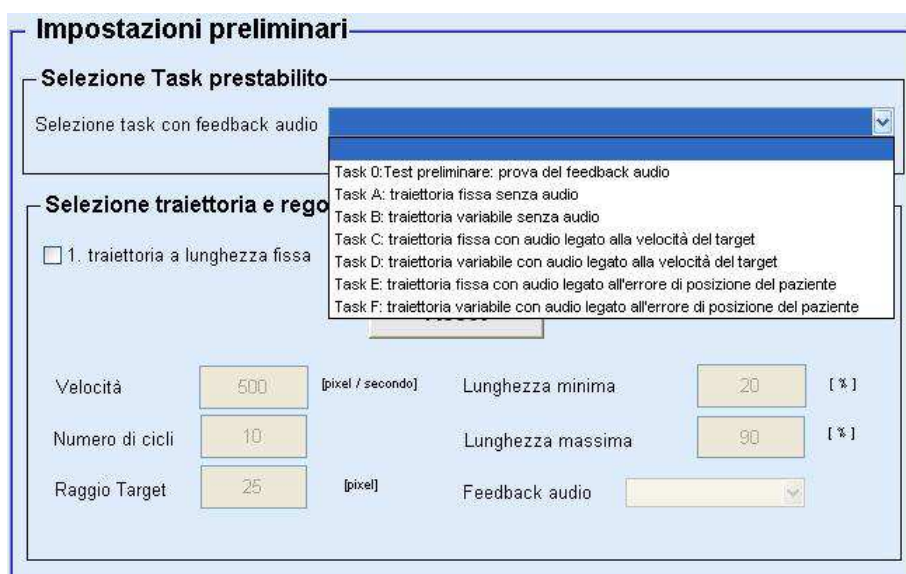 Impostazioni preliminari
Selezione Task prestabilito
Selezione task con feedback audio
Task 0:Test preliminare: prova del feedback audio
Task A: traiettoria fissa senza audio
Task B: traiettoria variabile senza audio
Task C: traiettoria fissa con audio legato alla velocità del target
Task D: traiettoria variabile con audio legato alla velocità del target
Task E: traiettoria fissa con audio legato all'errore di posizione del paziente
Task F: traiettoria variabile con audio legato all'errore di posizione del paziente
Selezione traiettoria e
1. traiettoria a lunghezza fissa
Velocità 500 [pixel / secondo] Lunghezza minima 20 [ % ]
Numero di cicli 10 Lunghezza massima 90 [ % ]
Raggio Target 25 [pixel] Feedback audio